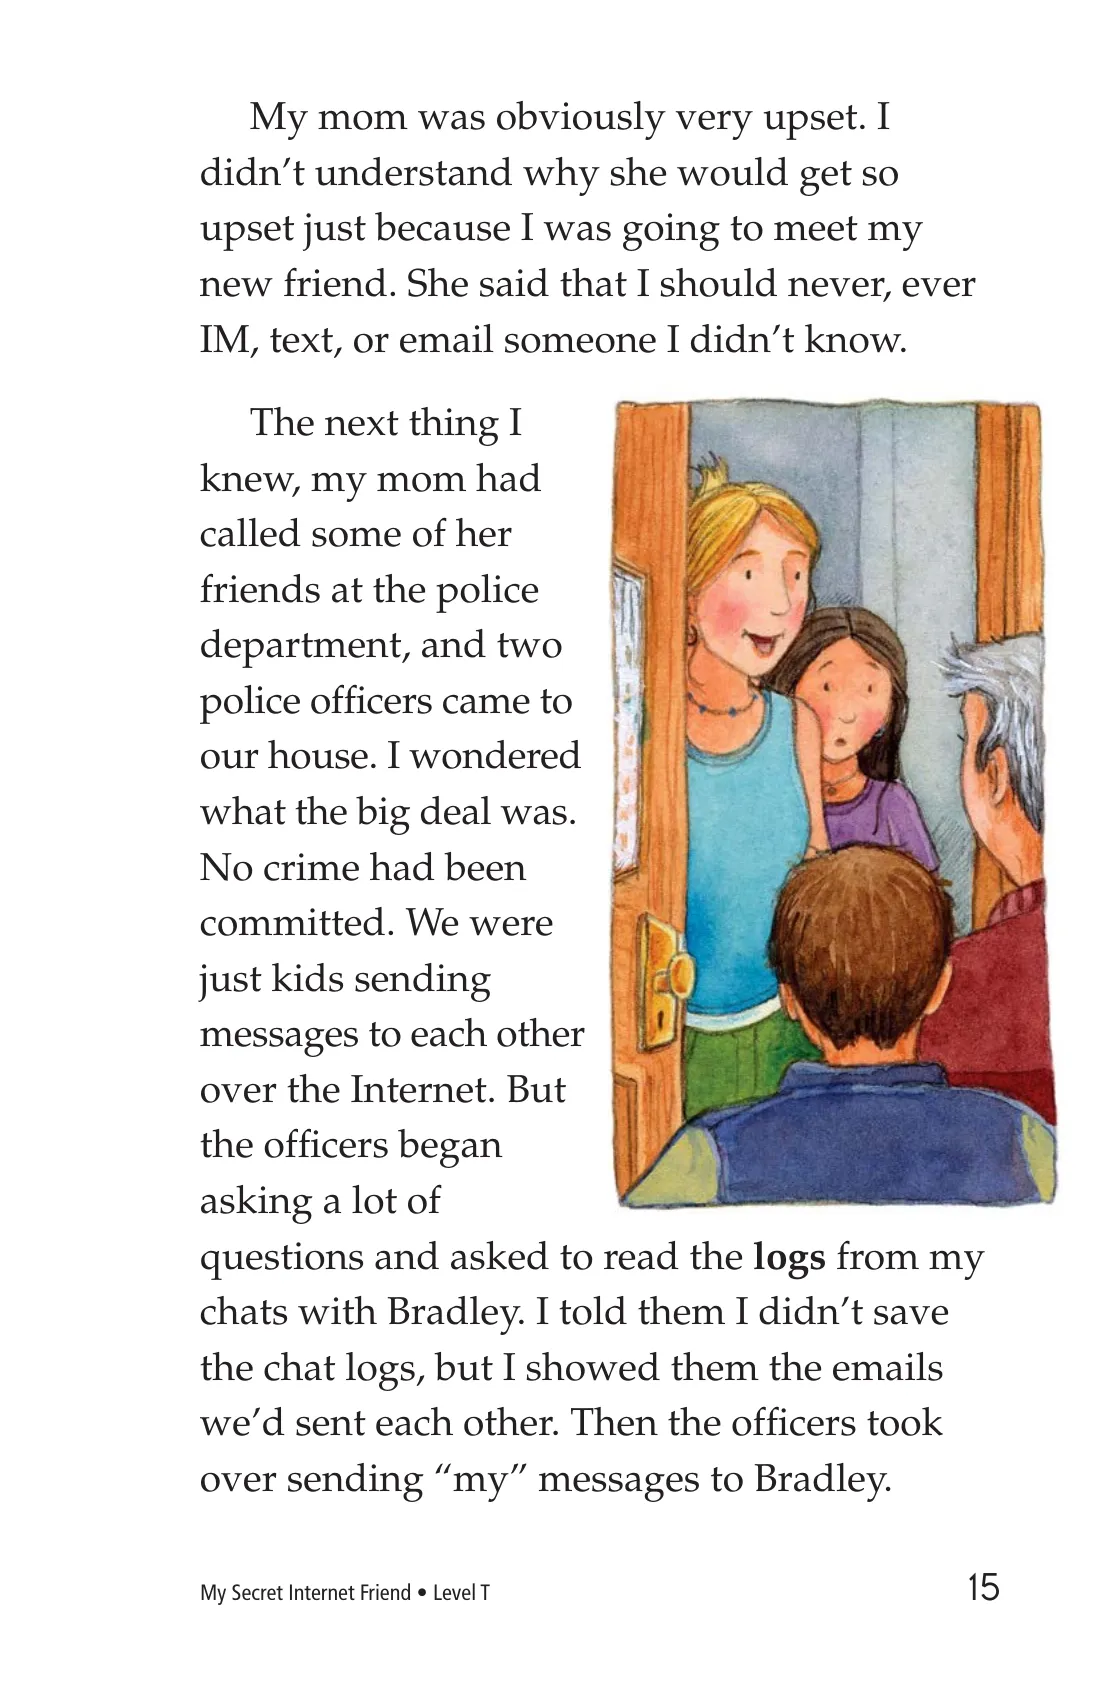 My mom was obviously very upset. I
didn’t understand why she would get so
upset just because I was going to meet my
new friend. She said that I should never, ever
IM, text, or email someone I didn’t know.
The next thing I
knew, my mom had
called some of her
friends at the police
department, and two
police officers came to
our house. I wondered
what the big deal was.
No crime had been
committed. We were
just kids sending
messages to each other
over the Internet. But
the officers began
asking a lot of
questions and asked to read the logs from my
chats with Bradley. I told them I didn’t save
the chat logs, but I showed them the emails
we’d sent each other. Then the officers took
over sending “my” messages to Bradley.
My Secret Internet Friend • Level T
15